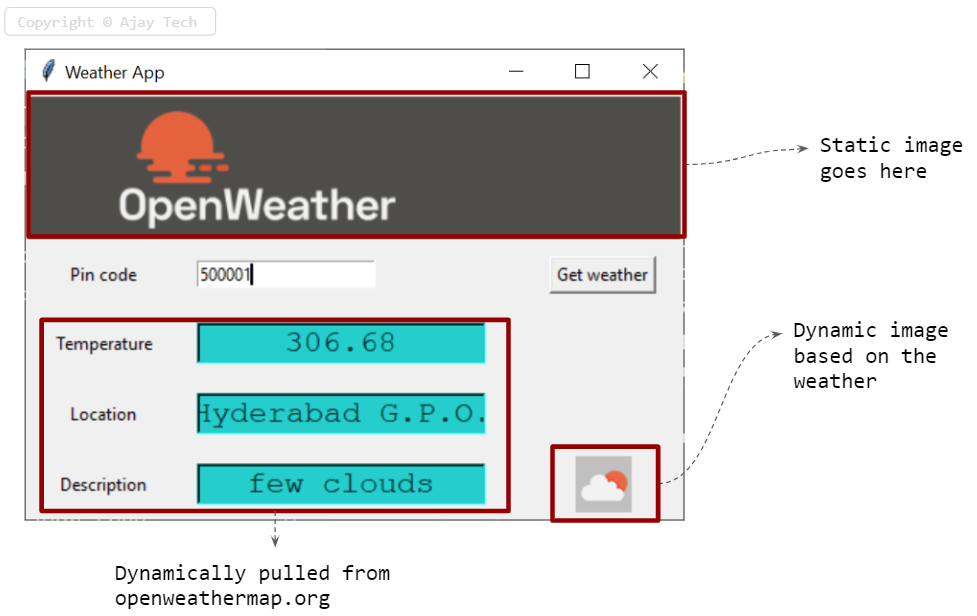 Copyright © Ajay Tech
Weather App
OpenWeather
Static image
goes here
Pin code
500001
Get weather
Temperature
306.68
Dynamic image
based on the
weather
Location
Hyderabad G.P.O.
Description
few clouds
Dynamically pulled from
openweathermap.org